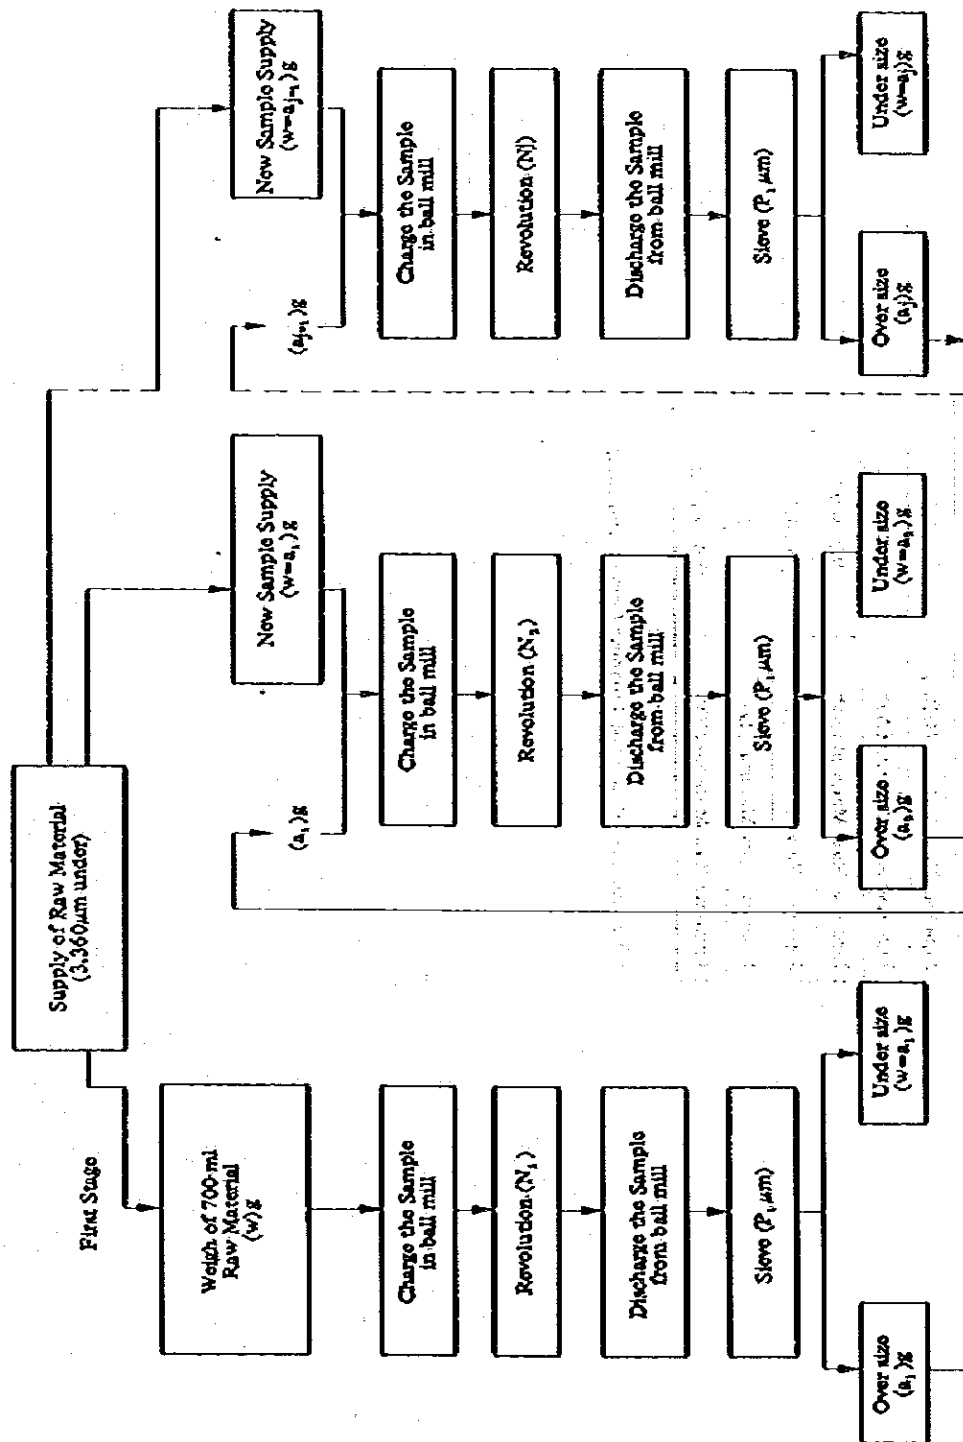 Supply of Raw Material
(3.360μm under)
First Stage
Weigh of 700 ml
Raw Material
(w)g
Charge the Sample
in ball mill
Revolution (N₁)
Discharge the Sample
from ball mill
Sieve (P₁ μm)
Over size
(a₁)g
Under size
(w=a₁)g
(a₁)g
New Sample Supply
(w=a₁)g
Charge the Sample
in ball mill
Revolution (N₂)
Discharge the Sample
from ball mill
Sieve (P₁ μm)
Over size
(a₂)g
Under size
(w=a₂)g
(aj-₁)g
New Sample Supply
(w=aj-₁)g
Charge the Sample
in ball mill
Revolution (Nj)
Discharge the Sample
from ball mill
Sieve (P₁ μm)
Over size
(aj)g
Under size
(w=aj)g